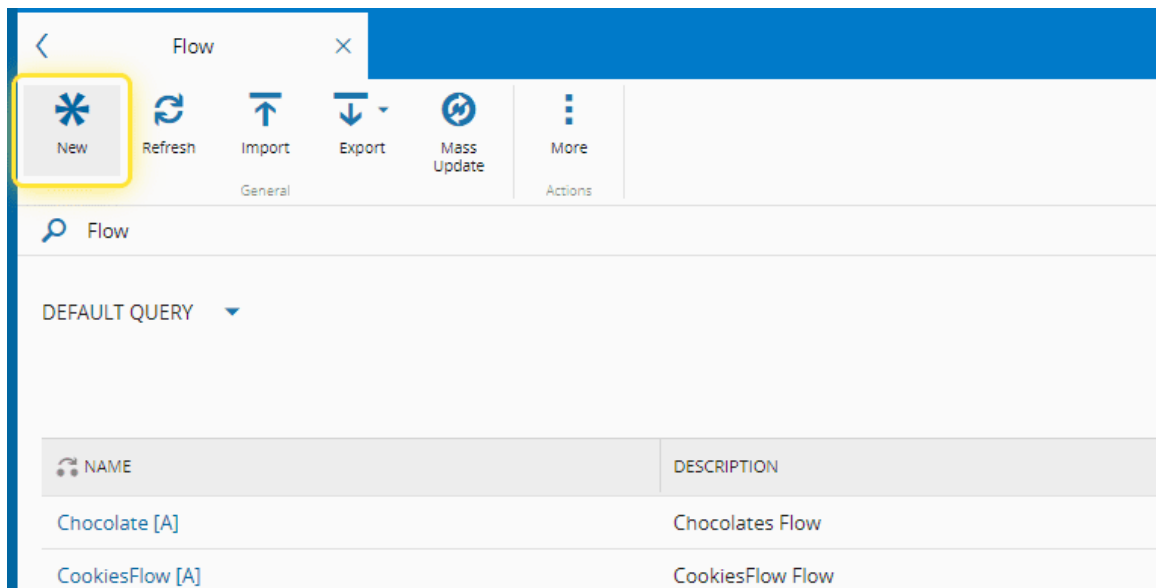 Flow
New
Refresh
Import
Export
Mass
Update
More
General
Actions
Flow
DEFAULT QUERY
NAME DESCRIPTION
Chocolate [A] Chocolates Flow
CookiesFlow [A] CookiesFlow Flow